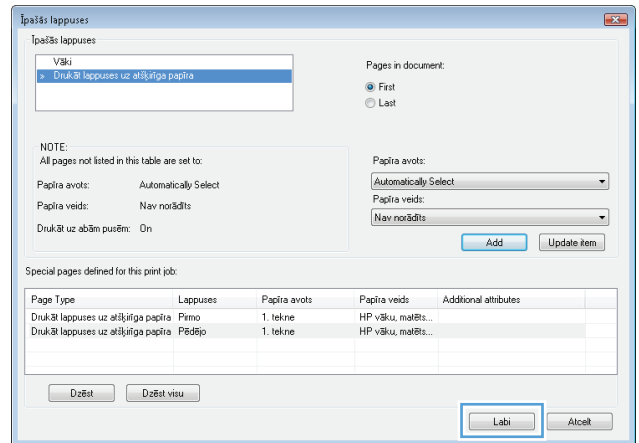 Īpašās lappuses
Īpašās lappuses
Vāki
» Drukāt lappuses uz atšķirīga papīra
Pages in document:
First
Last
NOTE:
All pages not listed in this table are set to:
Papīra avots: Automatically Select
Papīra veids: Nav norādīts
Drukāt uz abām pusēm: On
Papīra avots:
Automatically Select
Papīra veids:
Nav norādīts
Add Update item
Special pages defined for this print job:
Page Type Lappuses Papīra avots Papīra veids Additional attributes
Drukāt lappuses uz atšķirīga papīra Pirmo 1. tekne HP vāku, matēts...
Drukāt lappuses uz atšķirīga papīra Pēdējo 1. tekne HP vāku, matēts...
Dzēst Dzēst visu
Labi Atcelt